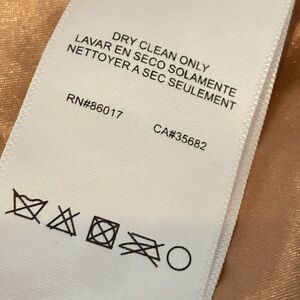 DRY CLEAN ONLY
LAVAR EN SECO SOLAMENTE
NETTOYER A SEC SEULEMENT
RN#86017 CA#35682